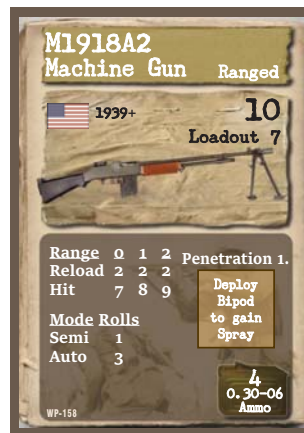 M1918A2
Machine Gun Ranged
1939+
10
Loadout 7
Range 0 1 2
Reload 2 2 2
Hit 7 8 9
Penetration 1.
Deploy
Bipod
to gain
Spray
Mode Rolls
Semi 1
Auto 3
4
0.30-06
Ammo
WP-158